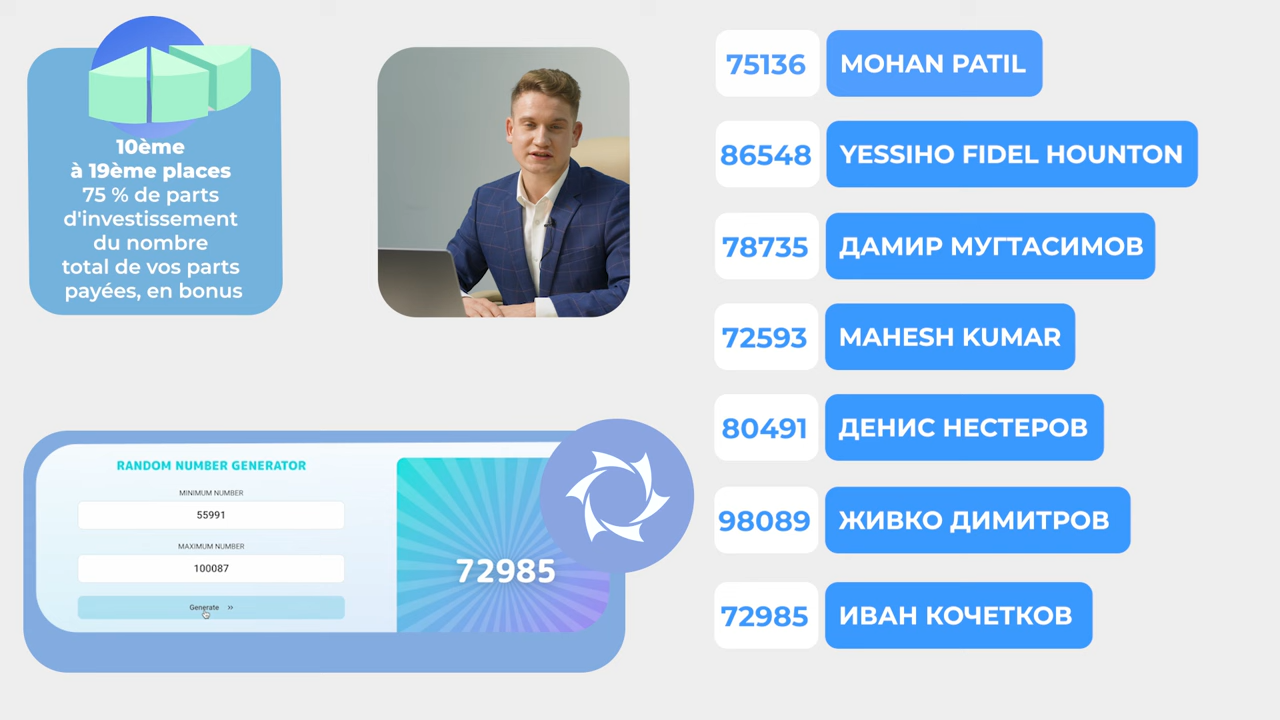 10ème
à 19ème places
75 % de parts
d'investissement
du nombre
total de vos parts
payées, en bonus
RANDOM NUMBER GENERATOR
MINIMUM NUMBER
55991
MAXIMUM NUMBER
100087
Generate »
72985
75136 MOHAN PATIL
86548 YESSIHO FIDEL HOUNTON
78735 ДАМИР МУГТАСИМОВ
72593 MAHESH KUMAR
80491 ДЕНИС НЕСТЕРОВ
98089 ЖИВКО ДИМИТРОВ
72985 ИВАН КОЧЕТКОВ